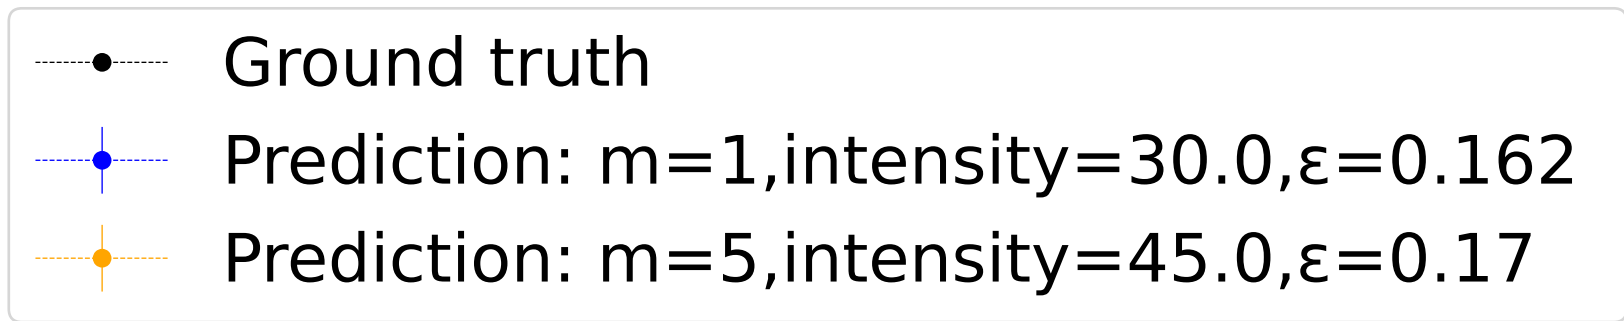 Ground truth
Prediction: m=1,intensity=30.0,ε=0.162
Prediction: m=5,intensity=45.0,ε=0.17